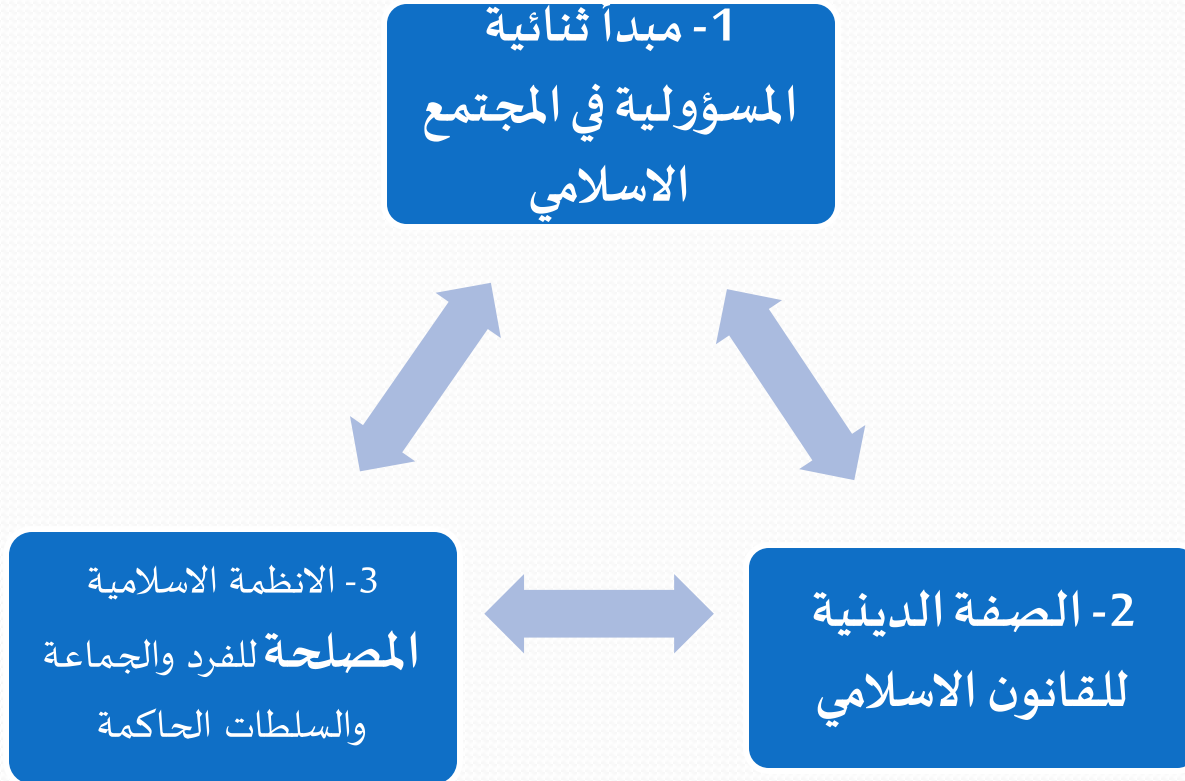 1- مبدأ ثنائية
المسؤولية في المجتمع
الاسلامي
2- الصفة الدينية
للقانون الاسلامي
3- الانظمة الاسلامية
المصلحة للفرد والجماعة
والسلطات الحاكمة